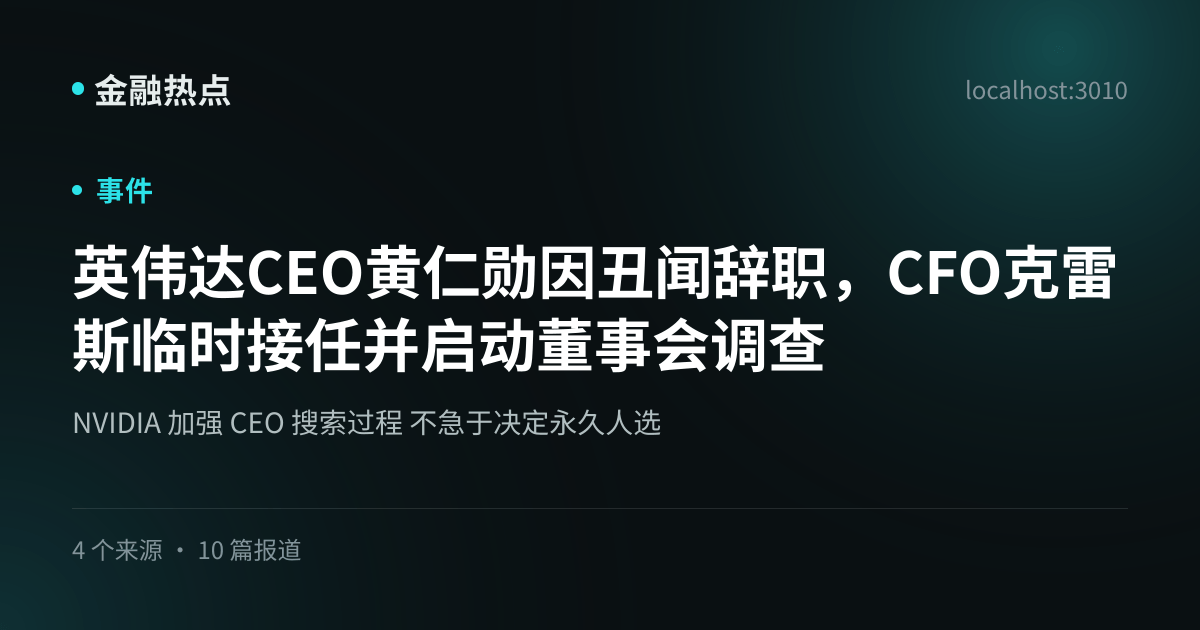 金融热点
localhost:3010
事件
英伟达CEO黄仁勋因丑闻辞职，CFO克雷
斯临时接任并启动董事会调查
NVIDIA 加强 CEO 搜索过程 不急于决定永久人选
4 个来源 · 10 篇报道